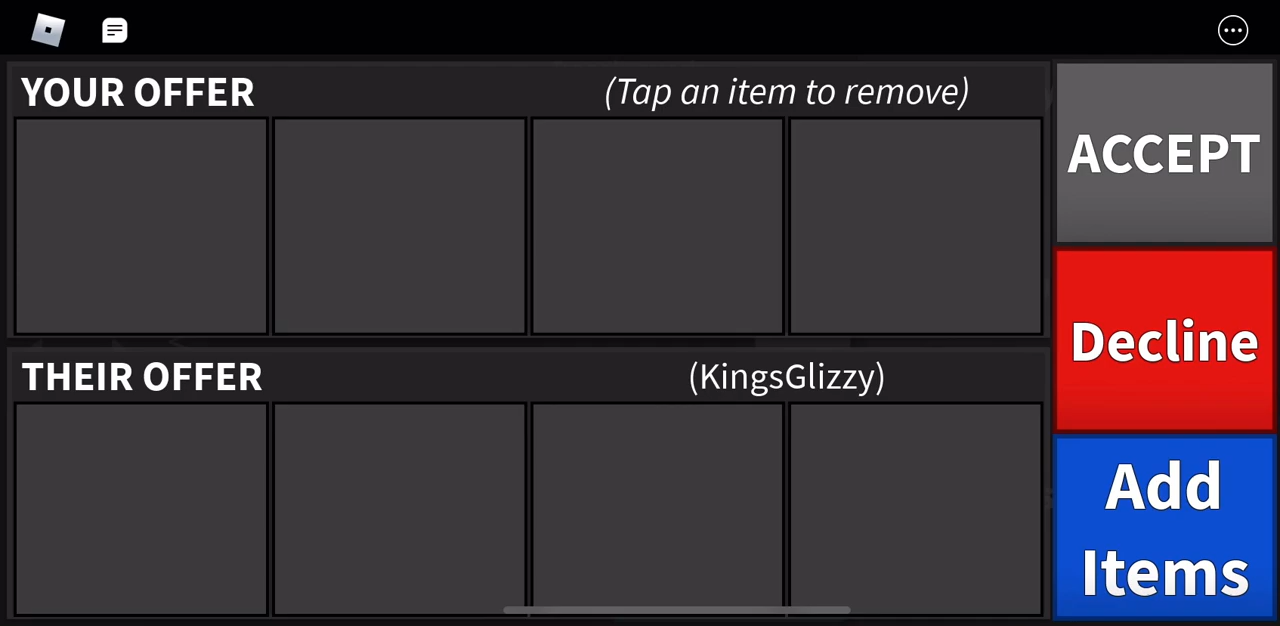 YOUR OFFER
(Tap an item to remove)
ACCEPT
Decline
THEIR OFFER
(KingsGlizzy)
Add
Items